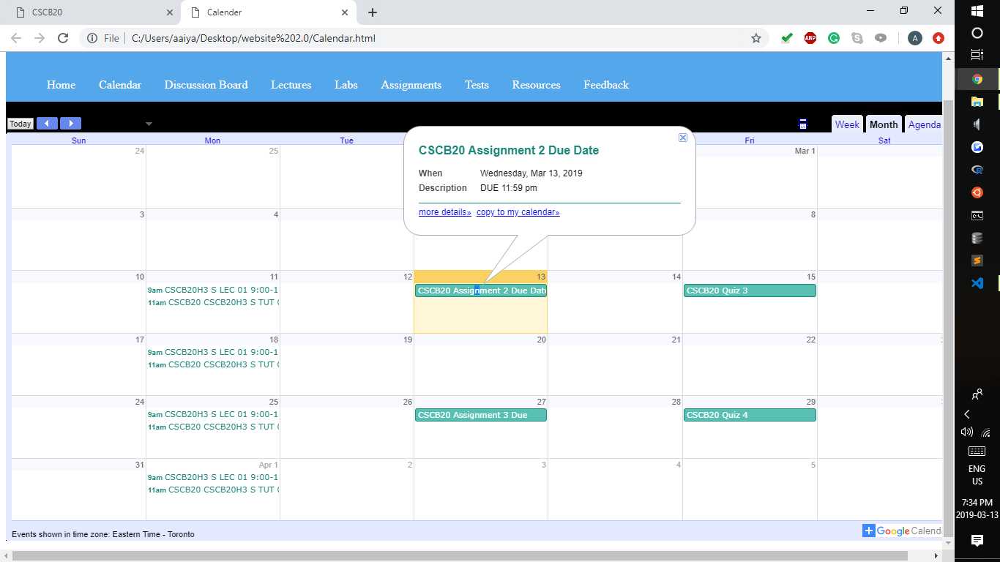 CSCB20
Calender
File C:/Users/aaiya/Desktop/website%202.0/Calendar.html
ABP
A
Home Calendar Discussion Board Lectures Labs Assignments Tests Resources Feedback
Today
Week Month Agenda
Sun Mon Tue Fri Sat
24 25 Mar 1
CSCB20 Assignment 2 Due Date
When Wednesday, Mar 13, 2019
Description DUE 11:59 pm
more details» copy to my calendar»
3 4 8
10 11 12 13 14 15
9am CSCB20H3 S LEC 01 9:00-1
11am CSCB20 CSCB20H3 S TUT 0
CSCB20 Assignment 2 Due Date
CSCB20 Quiz 3
17 18 19 20 21 22
9am CSCB20H3 S LEC 01 9:00-1
11am CSCB20 CSCB20H3 S TUT 0
24 25 26 27 28 29
9am CSCB20H3 S LEC 01 9:00-1
11am CSCB20 CSCB20H3 S TUT 0
CSCB20 Assignment 3 Due
CSCB20 Quiz 4
31 Apr 1 2 3 4 5
9am CSCB20H3 S LEC 01 9:00-1
11am CSCB20 CSCB20H3 S TUT 0
Events shown in time zone: Eastern Time - Toronto
Google Calenda
ENG
US
7:34 PM
2019-03-13